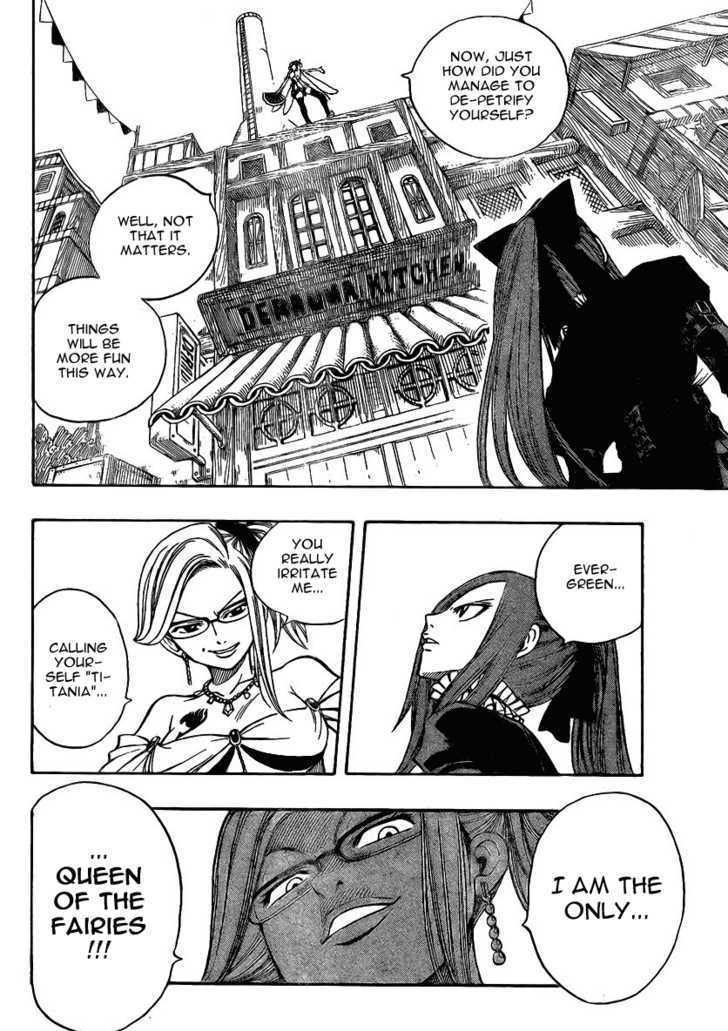 NOW, JUST
HOW DID YOU
MANAGE TO
DE-PETRIFY
YOURSELF?
WELL, NOT
THAT IT
MATTERS.
THINGS
WILL BE
MORE FUN
THIS WAY.
KITCHEN
EVER-
GREEN...
YOU
REALLY
IRRITATE
ME...
CALLING
YOUR-
SELF "TI-
TANIA"...
I AM THE
ONLY...
...
QUEEN
OF THE
FAIRIES
!!!